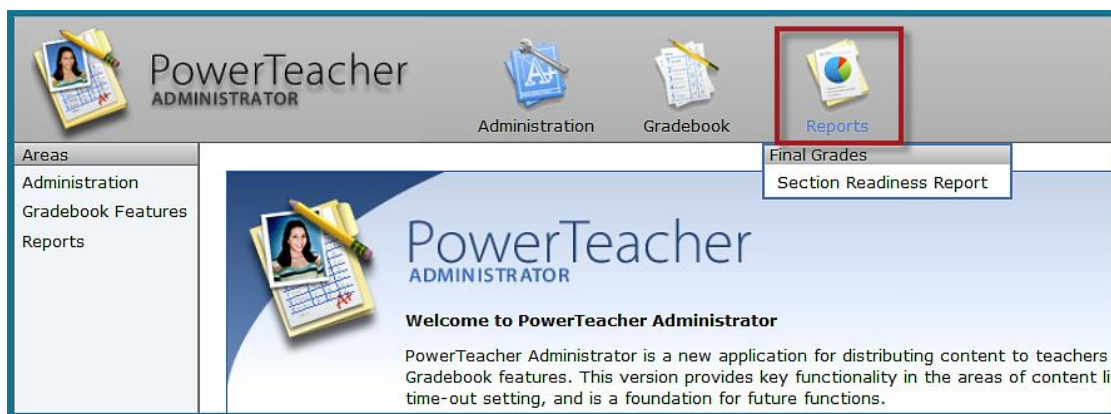 PowerTeacher
ADMINISTRATOR
Administration
Gradebook
Reports
Areas
Administration
Gradebook Features
Reports
Final Grades
Section Readiness Report
PowerTeacher
ADMINISTRATOR
Welcome to PowerTeacher Administrator
PowerTeacher Administrator is a new application for distributing content to teachers
Gradebook features. This version provides key functionality in the areas of content li
time-out setting, and is a foundation for future functions.